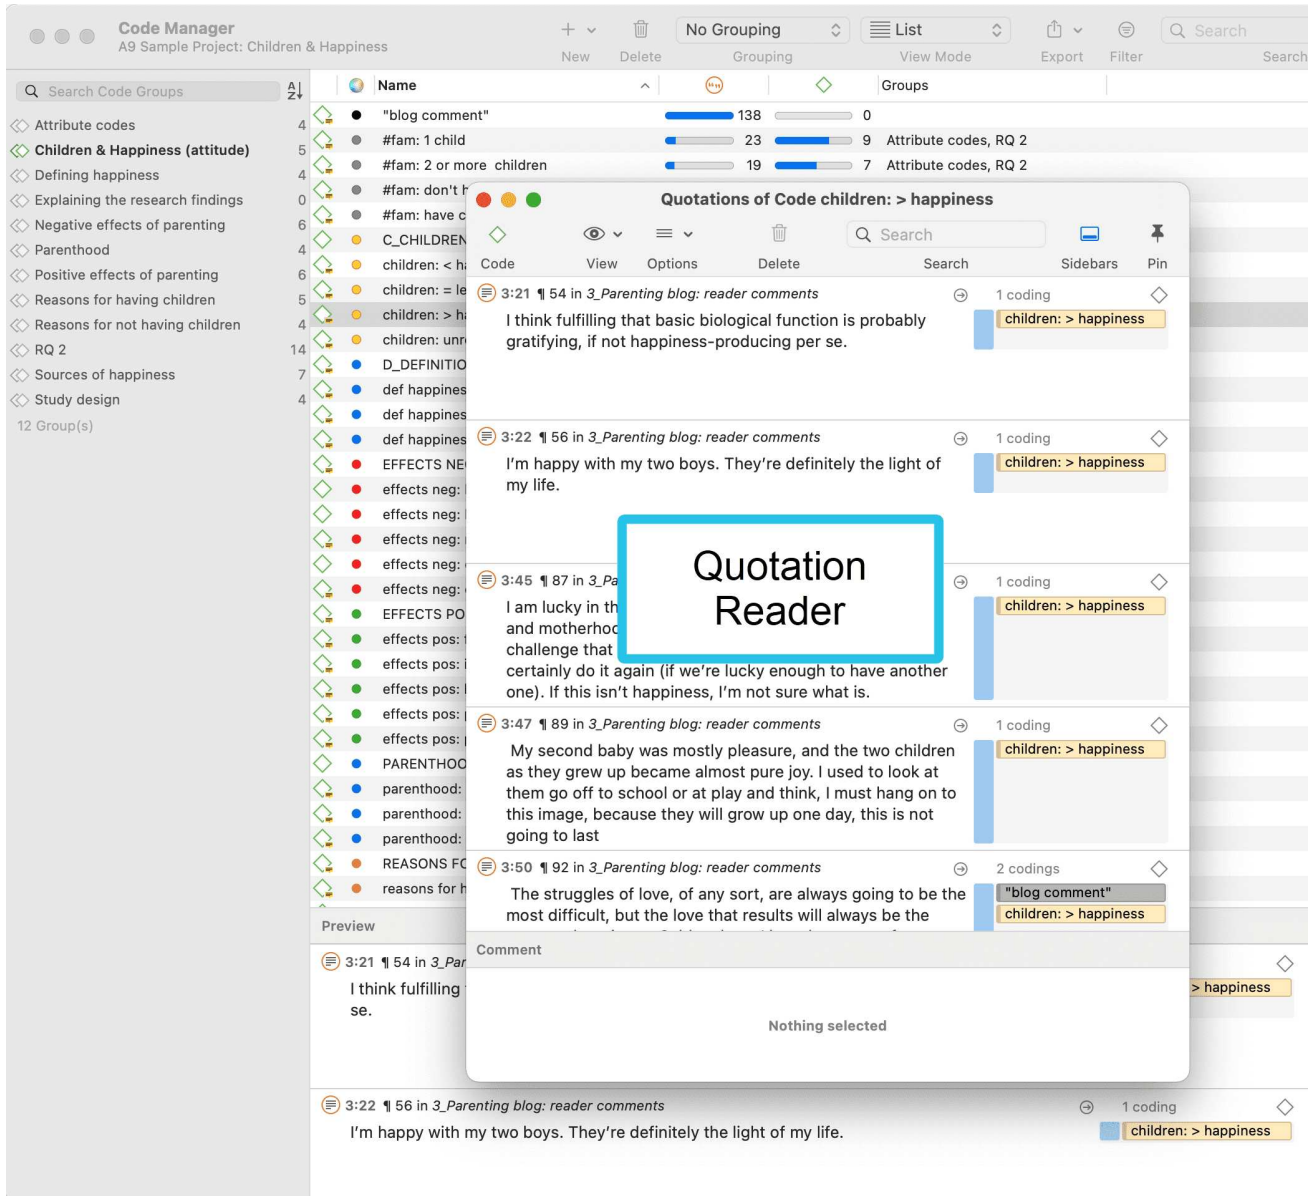 Code Manager
A9 Sample Project: Children & Happiness
New
Delete
No Grouping
Grouping
List
View Mode
Export
Filter
Search
Search
Search Code Groups
Attribute codes 4
Children & Happiness (attitude) 5
Defining happiness 4
Explaining the research findings 0
Negative effects of parenting 6
Parenthood 4
Positive effects of parenting 6
Reasons for having children 5
Reasons for not having children 4
RQ 2 14
Sources of happiness 7
Study design 4
12 Group(s)
Name Groups
"blog comment" 138 0
#fam: 1 child 23 9 Attribute codes, RQ 2
#fam: 2 or more children 19 7 Attribute codes, RQ 2
#fam: don't h
#fam: have c
C_CHILDREN
children: < ha
children: = le
children: > ha
children: unr
D_DEFINITIO
def happines
def happines
def happines
EFFECTS NE
effects neg:
effects neg:
effects neg:
effects neg:
effects neg:
EFFECTS PO
effects pos:
effects pos:
effects pos:
effects pos:
effects pos:
PARENTHOO
parenthood:
parenthood:
parenthood:
REASONS FO
reasons for h
Quotations of Code children: > happiness
Search
Code View Options Delete Search Sidebars Pin
3:21 ¶ 54 in 3_Parenting blog: reader comments
I think fulfilling that basic biological function is probably
gratifying, if not happiness-producing per se.
1 coding
children: > happiness
3:22 ¶ 56 in 3_Parenting blog: reader comments
I'm happy with my two boys. They're definitely the light of
my life.
1 coding
children: > happiness
Quotation
Reader
3:45 ¶ 87 in 3_Pa
I am lucky in th
and motherhoo
challenge that
certainly do it again (if we're lucky enough to have another
one). If this isn't happiness, I'm not sure what is.
1 coding
children: > happiness
3:47 ¶ 89 in 3_Parenting blog: reader comments
My second baby was mostly pleasure, and the two children
as they grew up became almost pure joy. I used to look at
them go off to school or at play and think, I must hang on to
this image, because they will grow up one day, this is not
going to last
1 coding
children: > happiness
3:50 ¶ 92 in 3_Parenting blog: reader comments
The struggles of love, of any sort, are always going to be the
most difficult, but the love that results will always be the
2 codings
"blog comment"
children: > happiness
Comment
Nothing selected
Preview
3:21 ¶ 54 in 3_Par
I think fulfilling
se.
> happiness
3:22 ¶ 56 in 3_Parenting blog: reader comments
I'm happy with my two boys. They're definitely the light of my life.
1 coding
children: > happiness